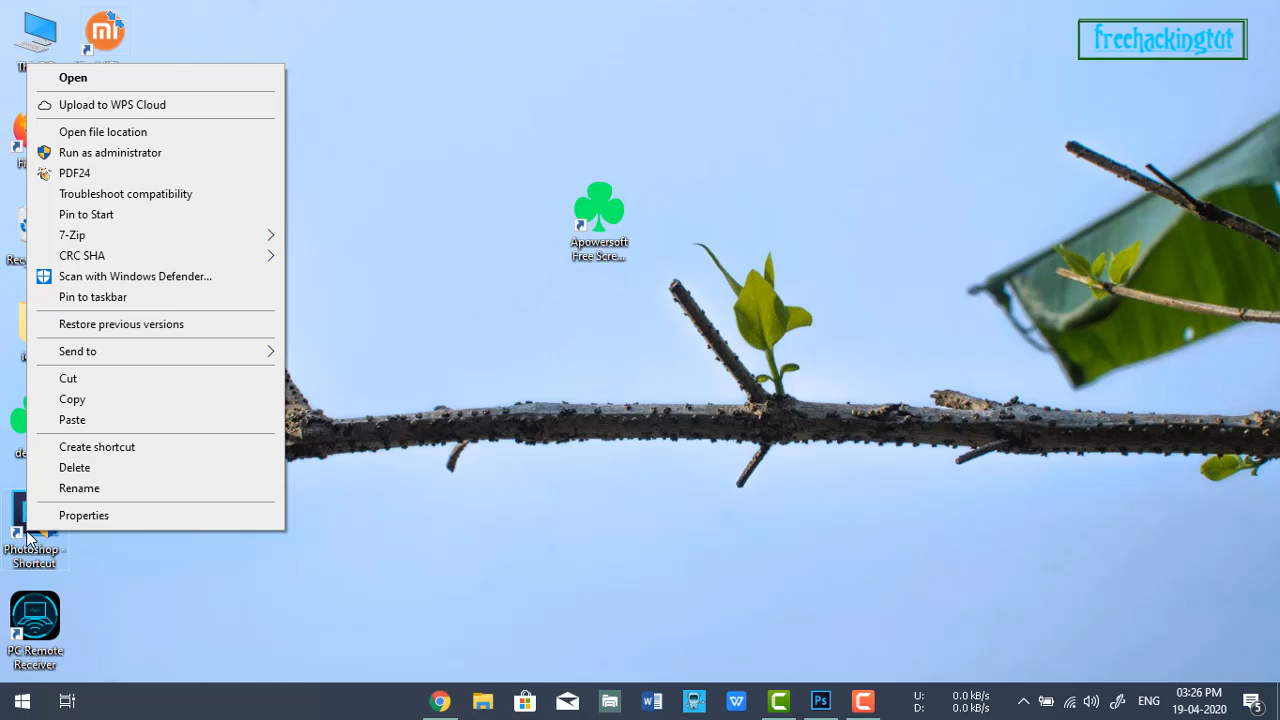 freehackingtut
Open
Upload to WPS Cloud
Open file location
Run as administrator
PDF24
Troubleshoot compatibility
Pin to Start
7-Zip
CRC SHA
Scan with Windows Defender...
Pin to taskbar
Restore previous versions
Send to
Cut
Copy
Paste
Create shortcut
Delete
Rename
Properties
Apowersoft
Free Scre...
Photoshop -
Shortcut
PC Remote
Receiver
U: 0.0 kB/s
D: 0.0 kB/s
ENG
03:26 PM
19-04-2020
5